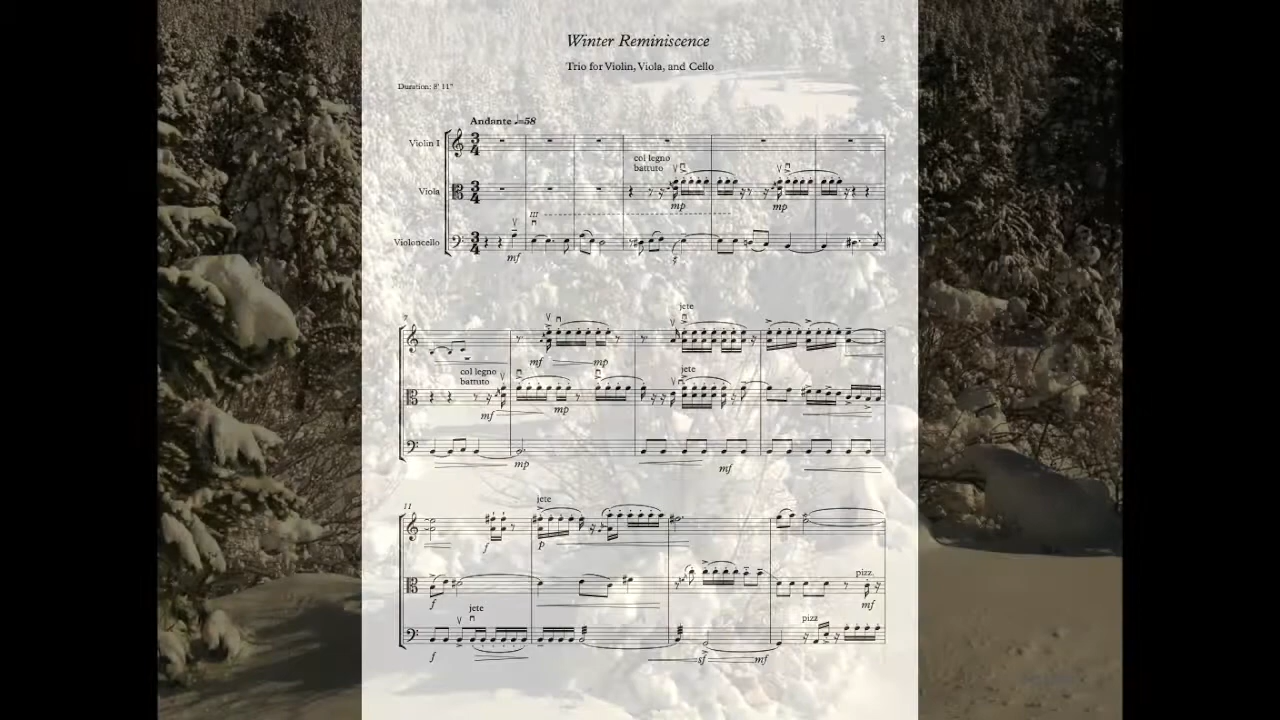 Winter Reminiscence
3
Trio for Violin, Viola, and Cello
Duration: 8' 11"
Andante ♩=58
Violin I
col legno
battuto
Viola
mp
mp
III
Violoncello
mf
jete
mf
mp
col legno
battuto
jete
mf
mp
mp
mf
11
jete
f
p
pizz.
f
mf
jete
pizz
f
sf
mf